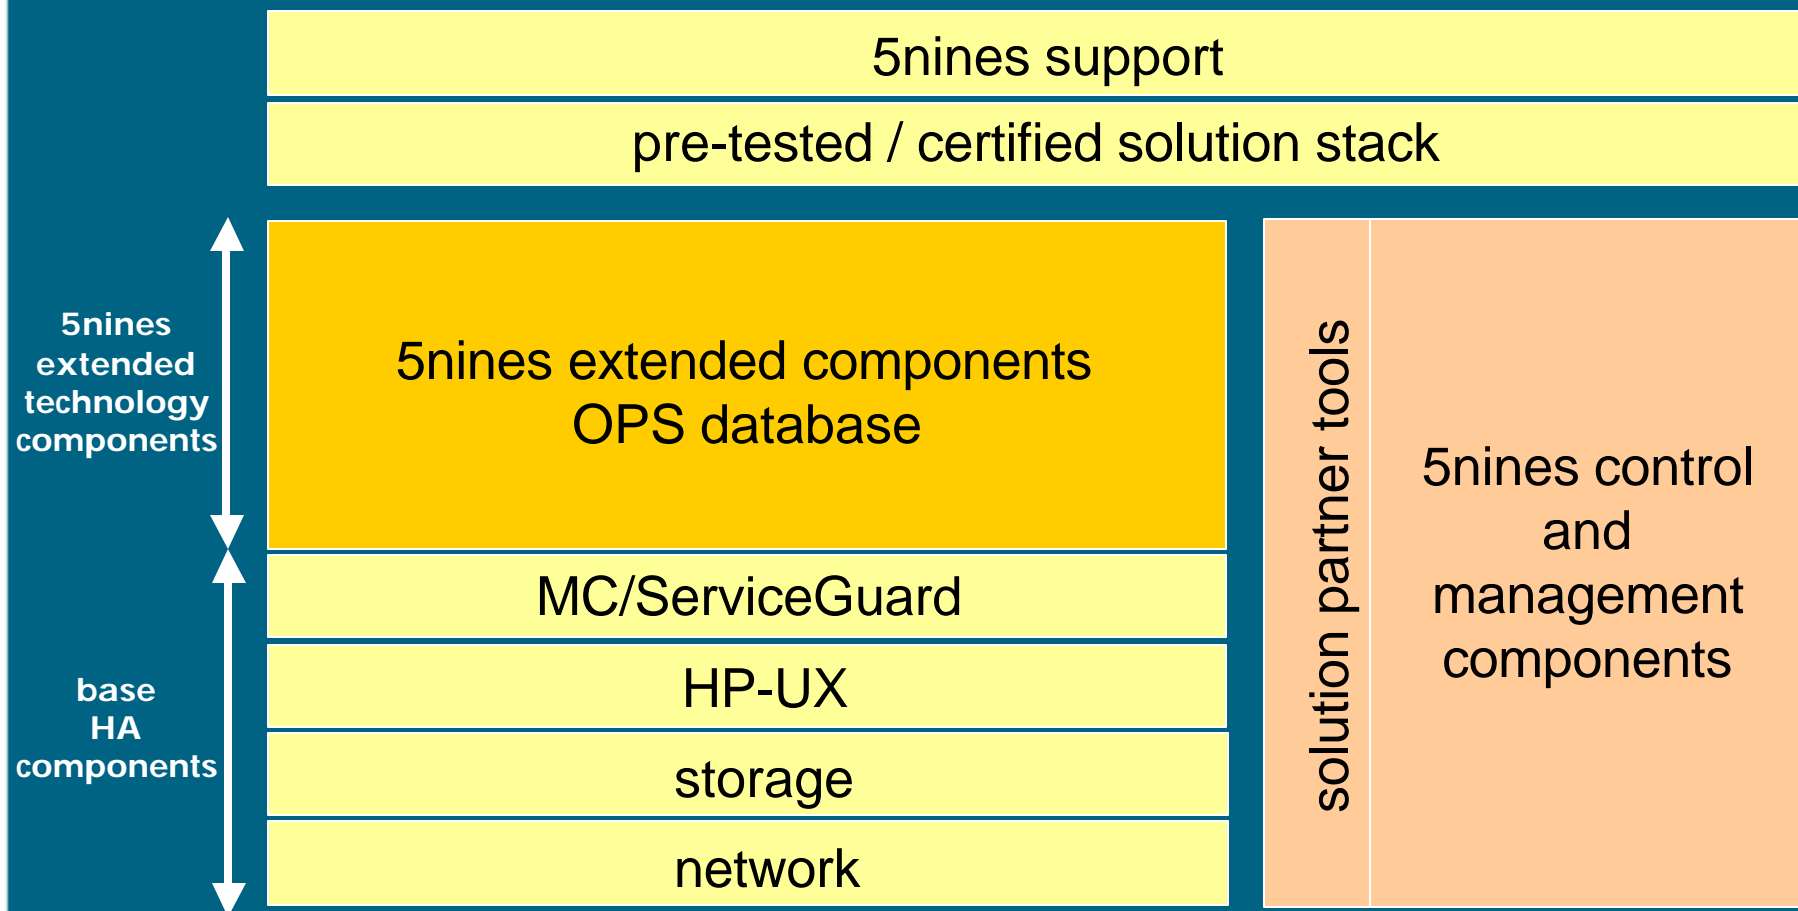 5nines support
pre-tested / certified solution stack
5nines
extended
technology
components
5nines extended components
OPS database
solution partner tools
5nines control
and
management
components
base
HA
components
MC/ServiceGuard
HP-UX
storage
network